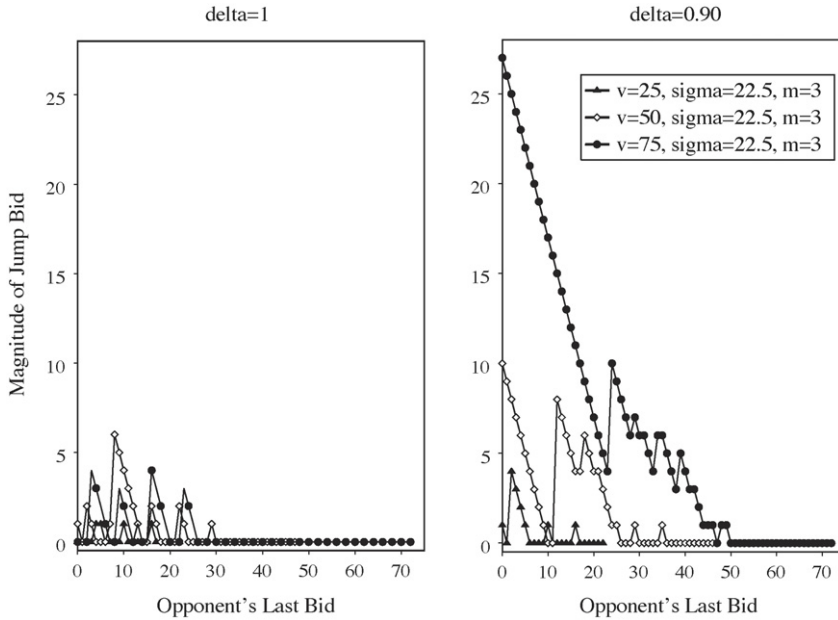 delta=1
delta=0.90
Magnitude of Jump Bid
25
20
15
10
5
0
0 10 20 30 40 50 60 70
Opponent's Last Bid
25
20
15
10
5
0
v=25, sigma=22.5, m=3
v=50, sigma=22.5, m=3
v=75, sigma=22.5, m=3
0 10 20 30 40 50 60 70
Opponent's Last Bid